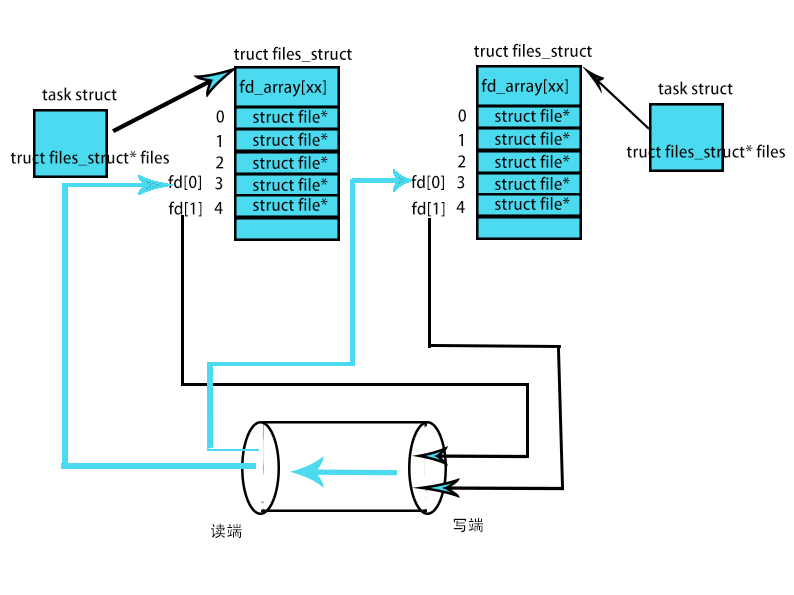 truct files_struct
task struct
fd_array[xx]
0 struct file*
1 struct file*
truct files_struct* files
2 struct file*
fd[0] 3 struct file*
fd[1] 4 struct file*
truct files_struct
task struct
fd_array[xx]
0 struct file*
1 struct file*
truct files_struct* files
2 struct file*
fd[0] 3 struct file*
fd[1] 4 struct file*
读端
写端